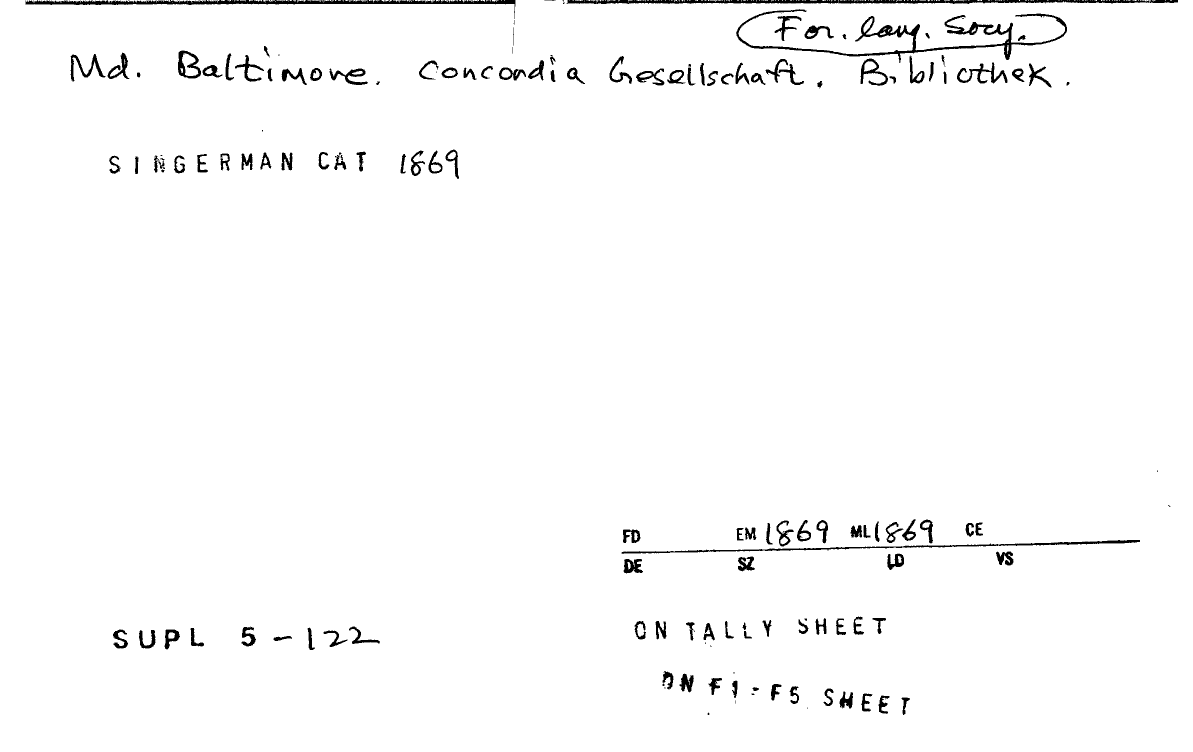 For. lang. Socy.
Md. Baltimore. Concordia Gesellschaft. Bibliothek.
SINGERMAN CAT 1869
FD EM 1869 ML 1869 CE
DE SZ LD VS
SUPL 5-122
ON TALLY SHEET
ON F1-F5 SHEET